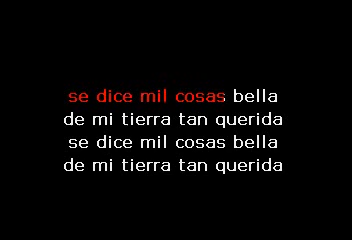 se dice mil cosas bella
de mi tierra tan querida
se dice mil cosas bella
de mi tierra tan querida